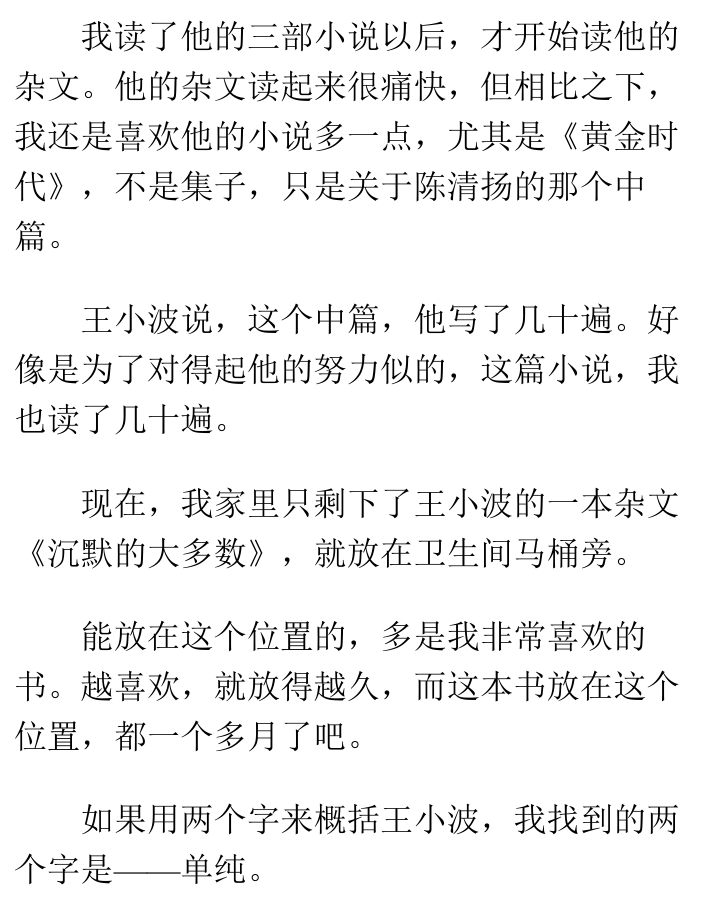 我读了他的三部小说以后，才开始读他的
杂文。他的杂文读起来很痛快，但相比之下，
我还是喜欢他的小说多一点，尤其是《黄金时
代》，不是集子，只是关于陈清扬的那个中
篇。
王小波说，这个中篇，他写了几十遍。好
像是为了对得起他的努力似的，这篇小说，我
也读了几十遍。
现在，我家里只剩下了王小波的一本杂文
《沉默的大多数》，就放在卫生间马桶旁。
能放在这个位置的，多是我非常喜欢的
书。越喜欢，就放得越久，而这本书放在这个
位置，都一个多月了吧。
如果用两个字来概括王小波，我找到的两
个字是——单纯。